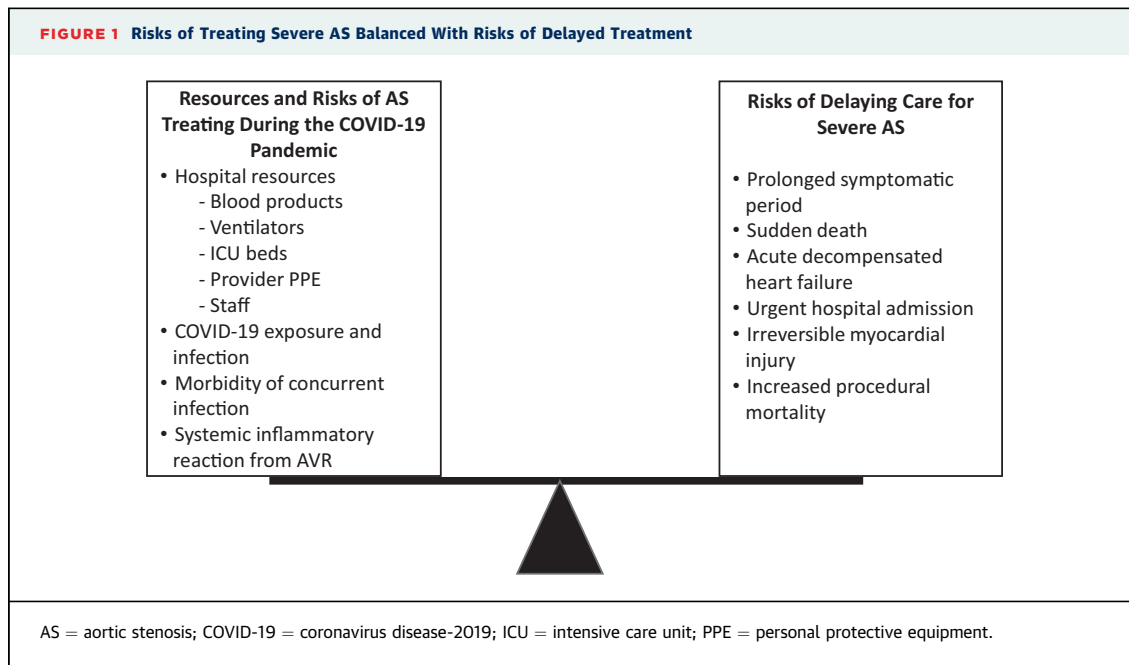 FIGURE 1 Risks of Treating Severe AS Balanced With Risks of Delayed Treatment
Resources and Risks of AS
Treating During the COVID-19
Pandemic
• Hospital resources
- Blood products
- Ventilators
- ICU beds
- Provider PPE
- Staff
• COVID-19 exposure and
infection
• Morbidity of concurrent
infection
• Systemic inflammatory
reaction from AVR
Risks of Delaying Care for
Severe AS
• Prolonged symptomatic
period
• Sudden death
• Acute decompensated
heart failure
• Urgent hospital admission
• Irreversible myocardial
injury
• Increased procedural
mortality
AS = aortic stenosis; COVID-19 = coronavirus disease-2019; ICU = intensive care unit; PPE = personal protective equipment.